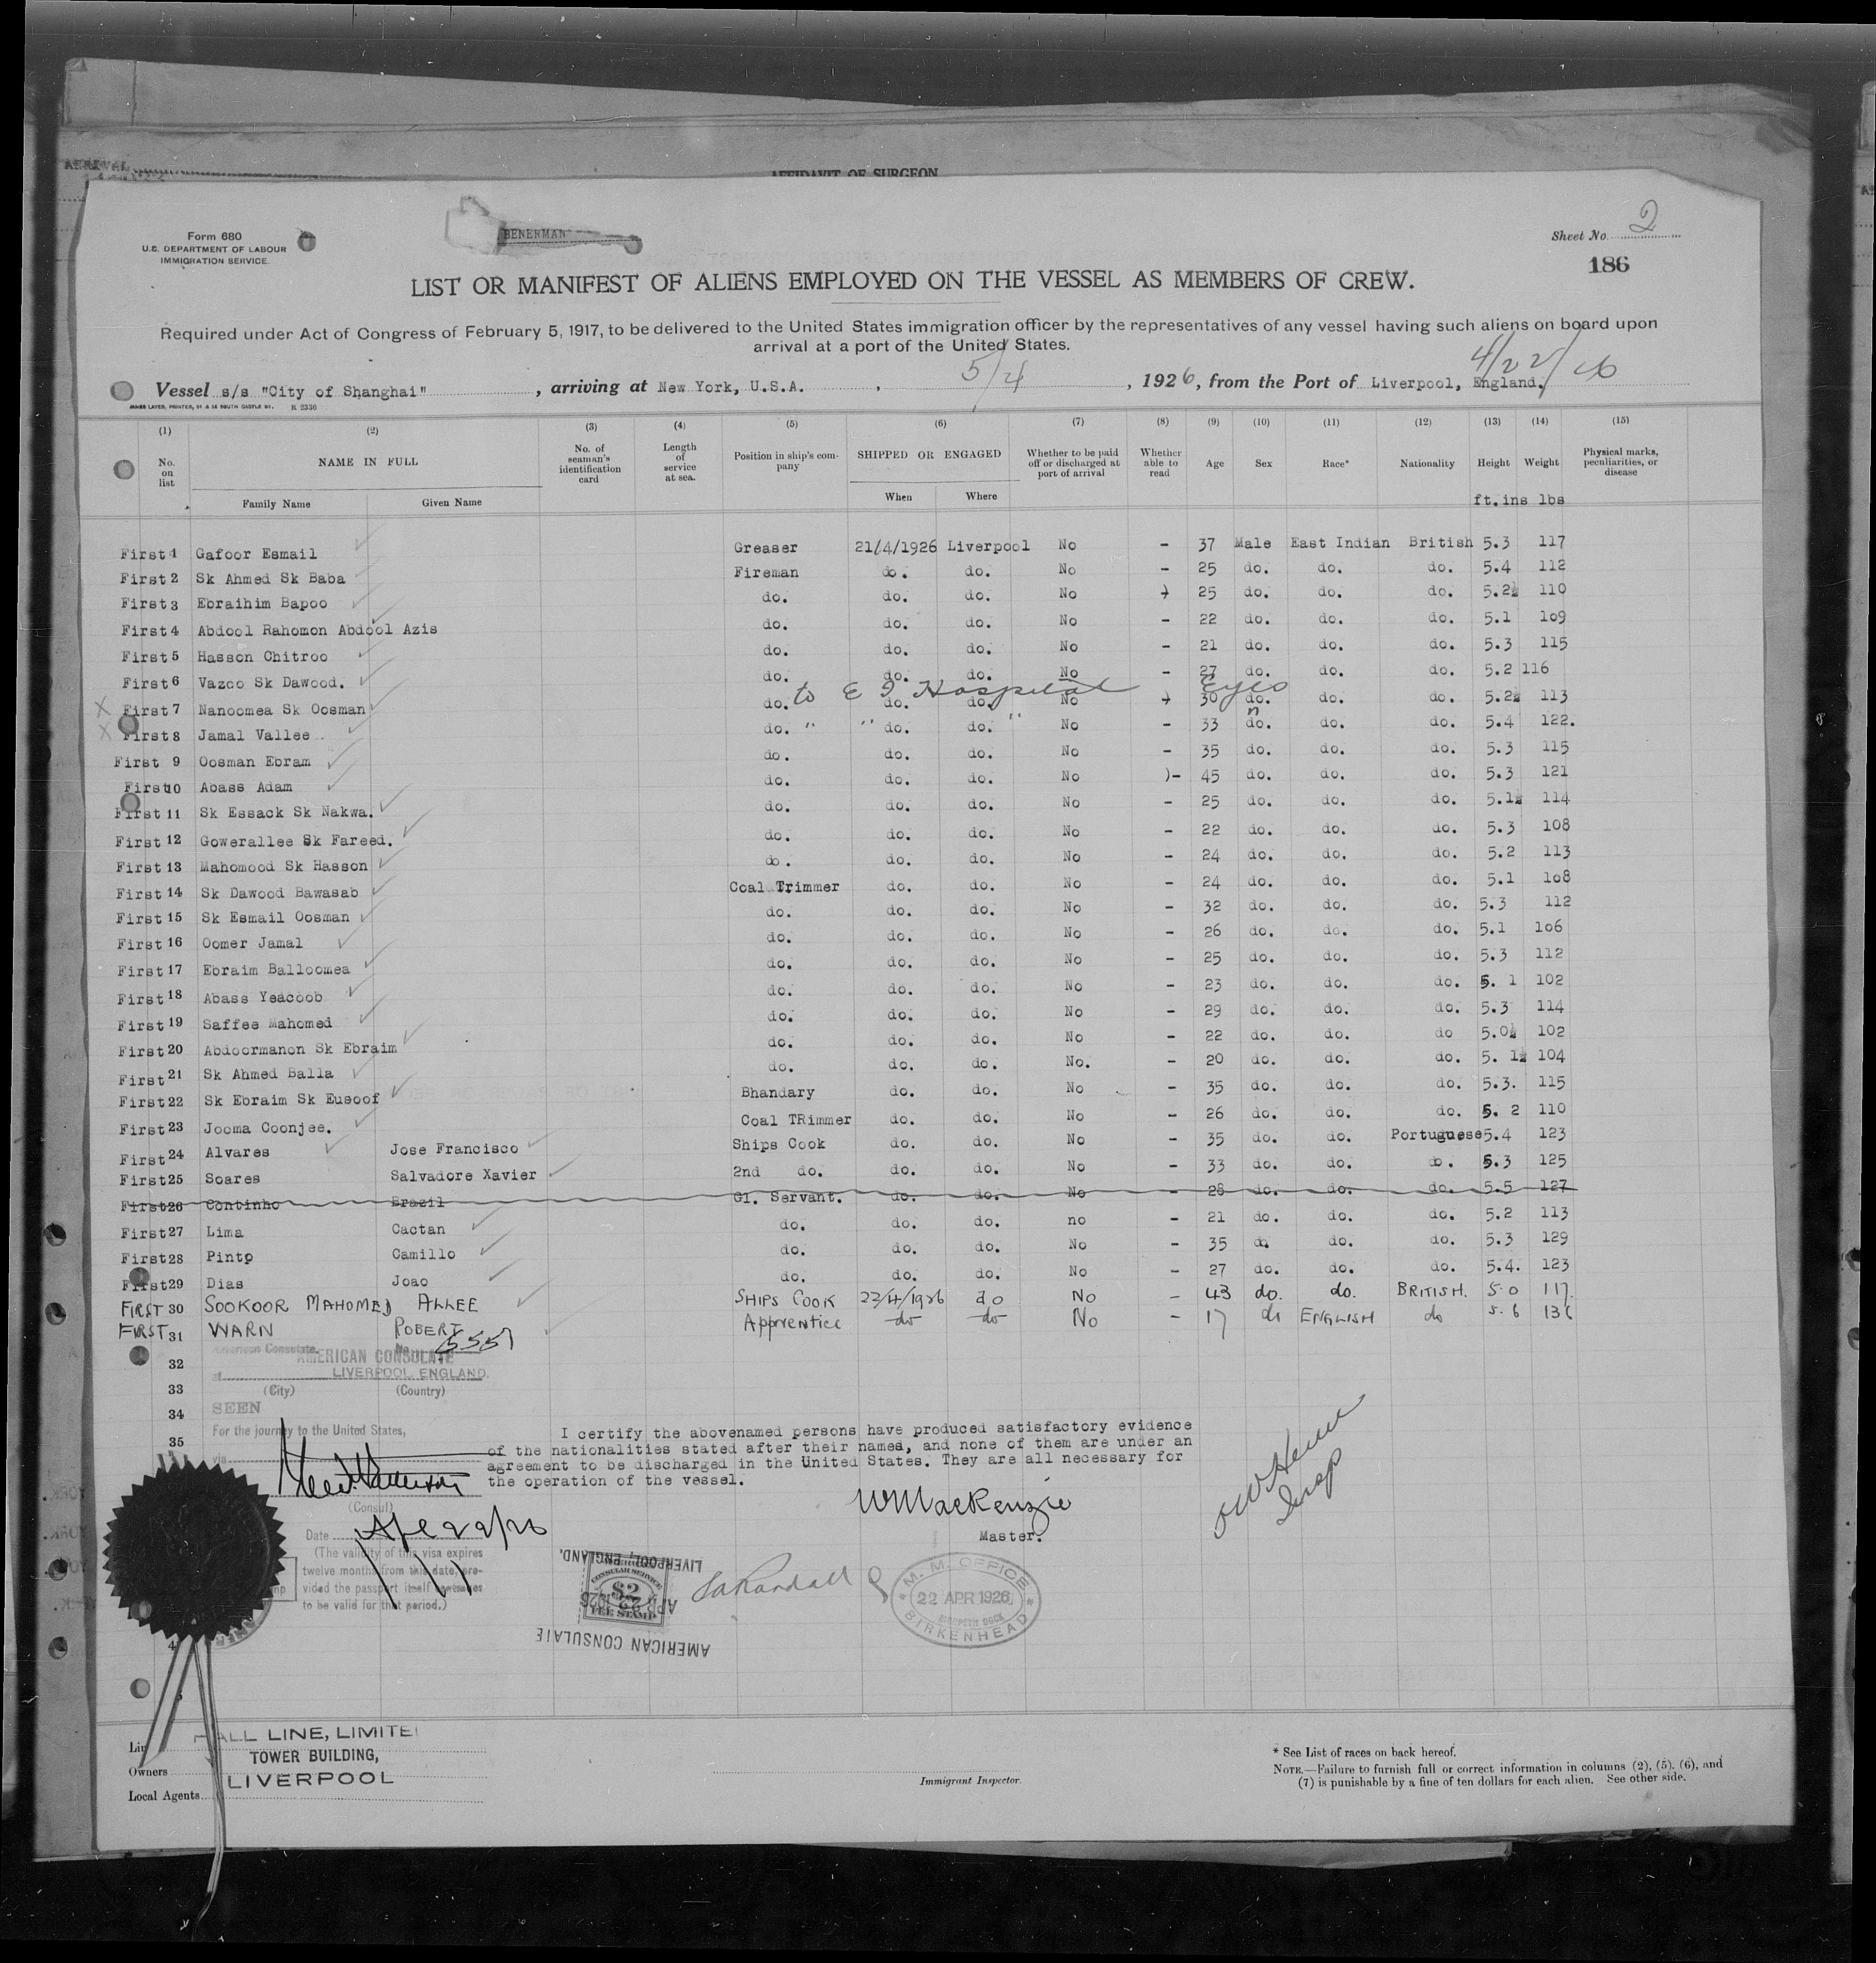 AFFIDAVIT OF SURGEON
Form 680
U.S. DEPARTMENT OF LABOUR
IMMIGRATION SERVICE.
BENERMAN
Sheet No. 2
186
LIST OR MANIFEST OF ALIENS EMPLOYED ON THE VESSEL AS MEMBERS OF CREW.
Required under Act of Congress of February 5, 1917, to be delivered to the United States immigration officer by the representatives of any vessel having such aliens on board upon
arrival at a port of the United States.
Vessel s/s "City of Shanghai", arriving at New York, U.S.A., 5/4, 1926, from the Port of Liverpool, England. 4/22/26
JAMES LAVER, PRINTER, R 2336
(1) (2) (3) (4) (5) (6) (7) (8) (9) (10) (11) (12) (13) (14) (15)
No. on list NAME IN FULL No. of seaman's identification card Length of service at sea. Position in ship's company SHIPPED OR ENGAGED Whether to be paid off or discharged at port of arrival Whether able to read Age Sex Race* Nationality Height Weight Physical marks, peculiarities, or disease
Family Name Given Name When Where ft.ins lbs
First 1 Gafoor Esmail Greaser 21/4/1926 Liverpool No - 37 Male East Indian British 5.3 117
First 2 Sk Ahmed Sk Baba Fireman do. do. No - 25 do. do. do. 5.4 112
First 3 Ebraihim Bapoo do. do. do. No - 25 do. do. do. 5.2½ 110
First 4 Abdool Rahomon Abdool Azis do. do. do. No - 22 do. do. do. 5.1 109
First 5 Hasson Chitroo do. do. do. No - 21 do. do. do. 5.3 115
First 6 Vazco Sk Dawood. do. do. do. No - 27 do. do. do. 5.2 116
to E I Hospital Eyes
X First 7 Nanoomea Sk Oosman do. do. do. No - 30 do. do. do. 5.2½ 113
X First 8 Jamal Vallee do. " " do. do. " No - 33 " do. do. do. 5.4 122.
First 9 Oosman Ebram do. do. do. No - 35 do. do. do. 5.3 115
First 10 Abass Adam do. do. do. No - 45 do. do. do. 5.3 121
First 11 Sk Essack Sk Nakwa. do. do. do. No - 25 do. do. do. 5.1½ 114
First 12 Gowerallee Sk Fareed. do. do. do. No - 22 do. do. do. 5.3 108
First 13 Mahomood Sk Hasson do. do. do. No - 24 do. do. do. 5.2 113
First 14 Sk Dawood Bawasab Coal Trimmer do. do. No - 24 do. do. do. 5.1 108
First 15 Sk Esmail Oosman do. do. do. No - 32 do. do. do. 5.3 112
First 16 Oomer Jamal do. do. do. No - 26 do. do. do. 5.1 106
First 17 Ebraim Balloomea do. do. do. No - 25 do. do. do. 5.3 112
First 18 Abass Yeacoob do. do. do. No - 23 do. do. do. 5. 1 102
First 19 Saffee Mahomed do. do. do. No - 29 do. do. do. 5.3 114
First 20 Abdoormanon Sk Ebraim do. do. do. No - 22 do. do. do 5.0½ 102
First 21 Sk Ahmed Balla do. do. do. No. - 20 do. do. do. 5. 1½ 104
First 22 Sk Ebraim Sk Eusoof Bhandary do. do. No - 35 do. do. do. 5.3. 115
First 23 Jooma Coonjee. Coal TRimmer do. do. No - 26 do. do. do. 5. 2 110
First 24 Alvares Jose Francisco Ships Cook do. do. No - 35 do. do. Portuguese 5.4 123
First 25 Soares Salvadore Xavier 2nd do. do. do. No - 33 do. do. do. 5.3 125
First 26 Continho Brazil Gl. Servant. do. do. No - 28 do. do. do. 5.5 127
First 27 Lima Cactan do. do. do. no - 21 do. do. do. 5.2 113
First 28 Pinto Camillo do. do. do. No - 35 do. do. do. 5.3 129
First 29 Dias Joao do. do. do. No - 27 do. do. do. 5.4. 123
FIRST 30 SOOKOOR MAHOMED ALLEE SHIPS COOK 22/4/1926 do No - 43 do. do. BRITISH. 5.0 117.
FIRST 31 WARN ROBERT Apprentice do do No - 17 do ENGLISH do 5.6 136
American Consulate. No. 5557
AMERICAN CONSULATE
32
at LIVERPOOL, ENGLAND.
33 (City) (Country)
34 SEEN
For the journey to the United States,
35
via
I certify the abovenamed persons have produced satisfactory evidence
of the nationalities stated after their named, and none of them are under an
agreement to be discharged in the United States. They are all necessary for
the operation of the vessel.
(Consul)
WMacKenzie
Master.
Insp
Date Apl 22/26
(The validity of this visa expires
twelve months from this date, pro-
vided the passport itself continues
to be valid for that period.)
LIVERPOOL, ENGLAND.
CONSULAR SERVICE
$2
FEE STAMP
APR 22 1926
AMERICAN CONSULATE
M. M. OFFICE
22 APR 1926
BIDSTON DOCK
BIRKENHEAD
HALL LINE, LIMITED
TOWER BUILDING,
LIVERPOOL
Line
Owners
Local Agents
Immigrant Inspector.
* See List of races on back hereof.
NOTE.—Failure to furnish full or correct information in columns (2), (5), (6), and
(7) is punishable by a fine of ten dollars for each alien. See other side.